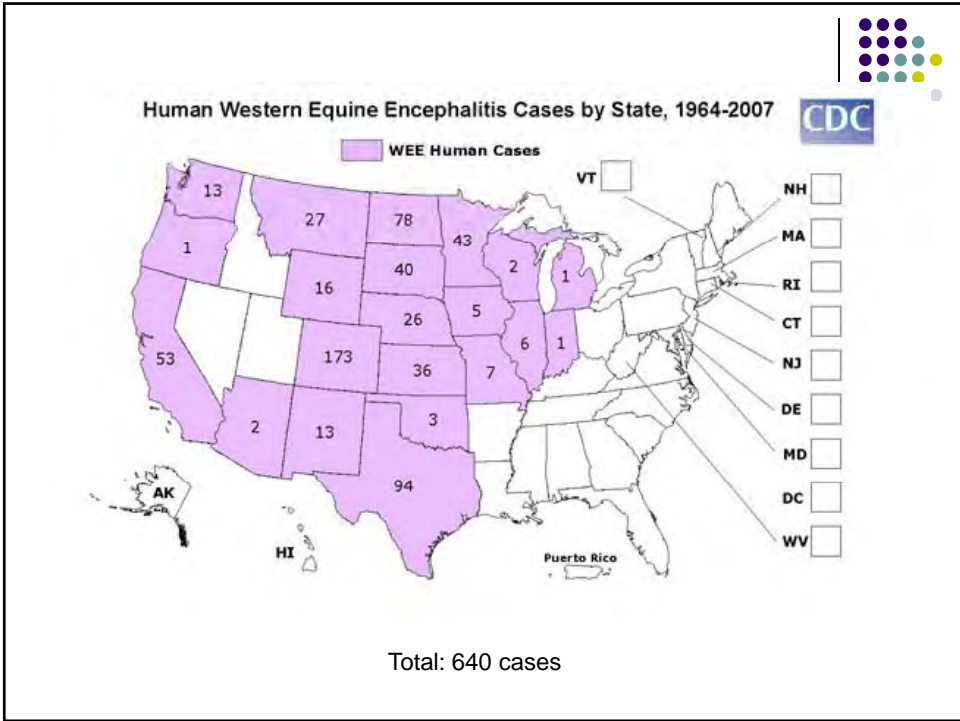 Human Western Equine Encephalitis Cases by State, 1964-2007
CDC
WEE Human Cases
VT
NH
MA
RI
CT
NJ
DE
MD
DC
WV
13
27
78
43
1
16
40
2
1
26
5
53
173
36
7
6
1
2
13
3
94
AK
HI
Puerto Rico
Total: 640 cases